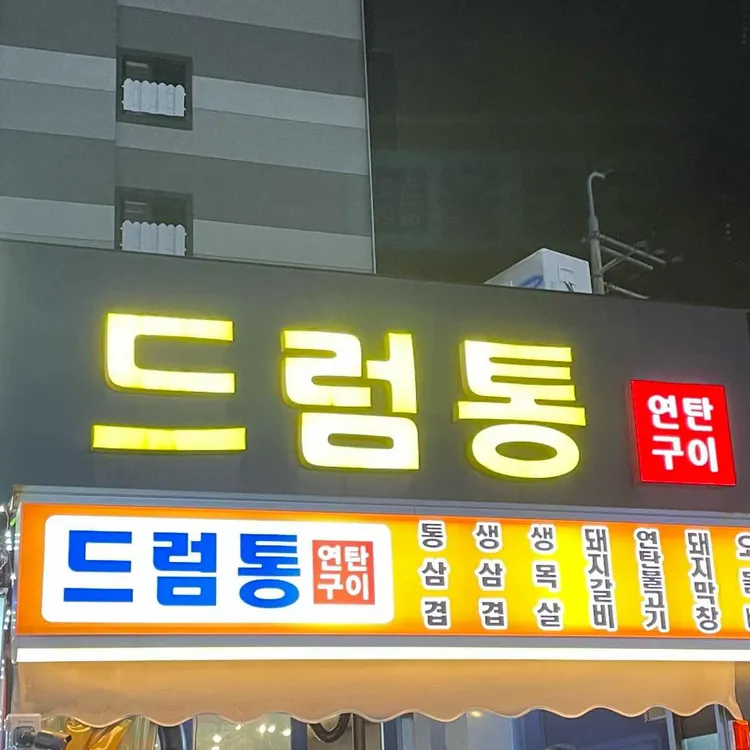 드럼통
연탄
구이
드럼통
연탄
구이
통삼겹
생삼겹
생목살
돼지갈비
연탄불고기
돼지막창